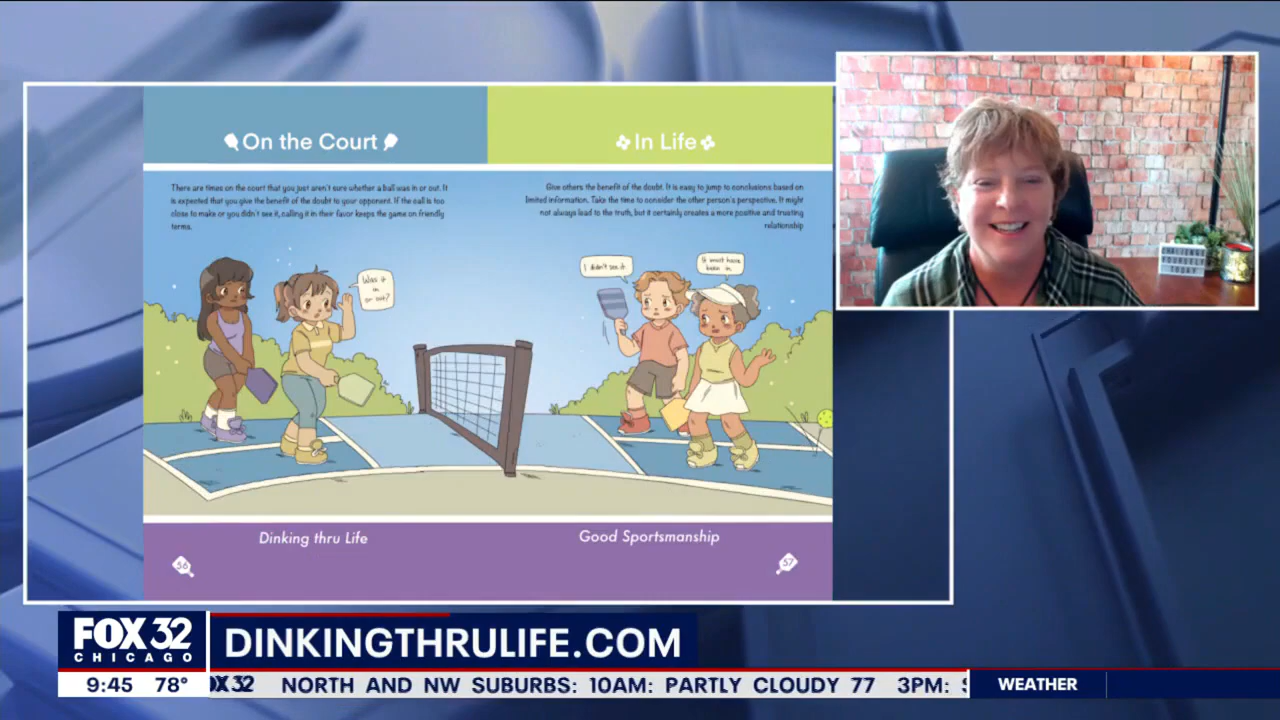 On the Court
In Life
There are times on the court that you just aren't sure whether a ball was in or out. It
is expected that you give the benefit of the doubt to your opponent. If the call is too
close to make or you didn't see it, calling it in their favor keeps the game on friendly
terms.
Give others the benefit of the doubt. It is easy to jump to conclusions based on
limited information. Take the time to consider the other person's perspective. It might
not always lead to the truth, but it certainly creates a more positive and trusting
relationship
Was it
in
or out?
I didn't see it
It must have
been in
CHALLENGE
YOURSELF
TODAY
Dinking thru Life
Good Sportsmanship
56
57
FOX 32
CHICAGO
DINKINGTHRULIFE.COM
9:45 78°
OX 32 NORTH AND NW SUBURBS: 10AM: PARTLY CLOUDY 77 3PM:
WEATHER